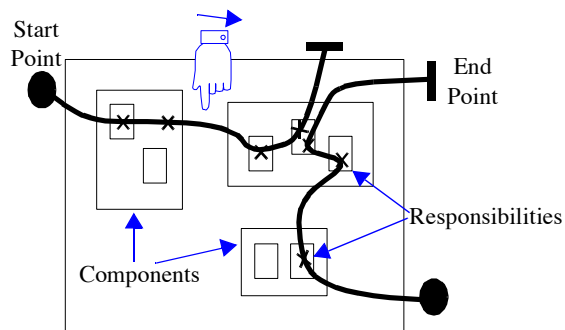 Start
Point
End
Point
Responsibilities
Components